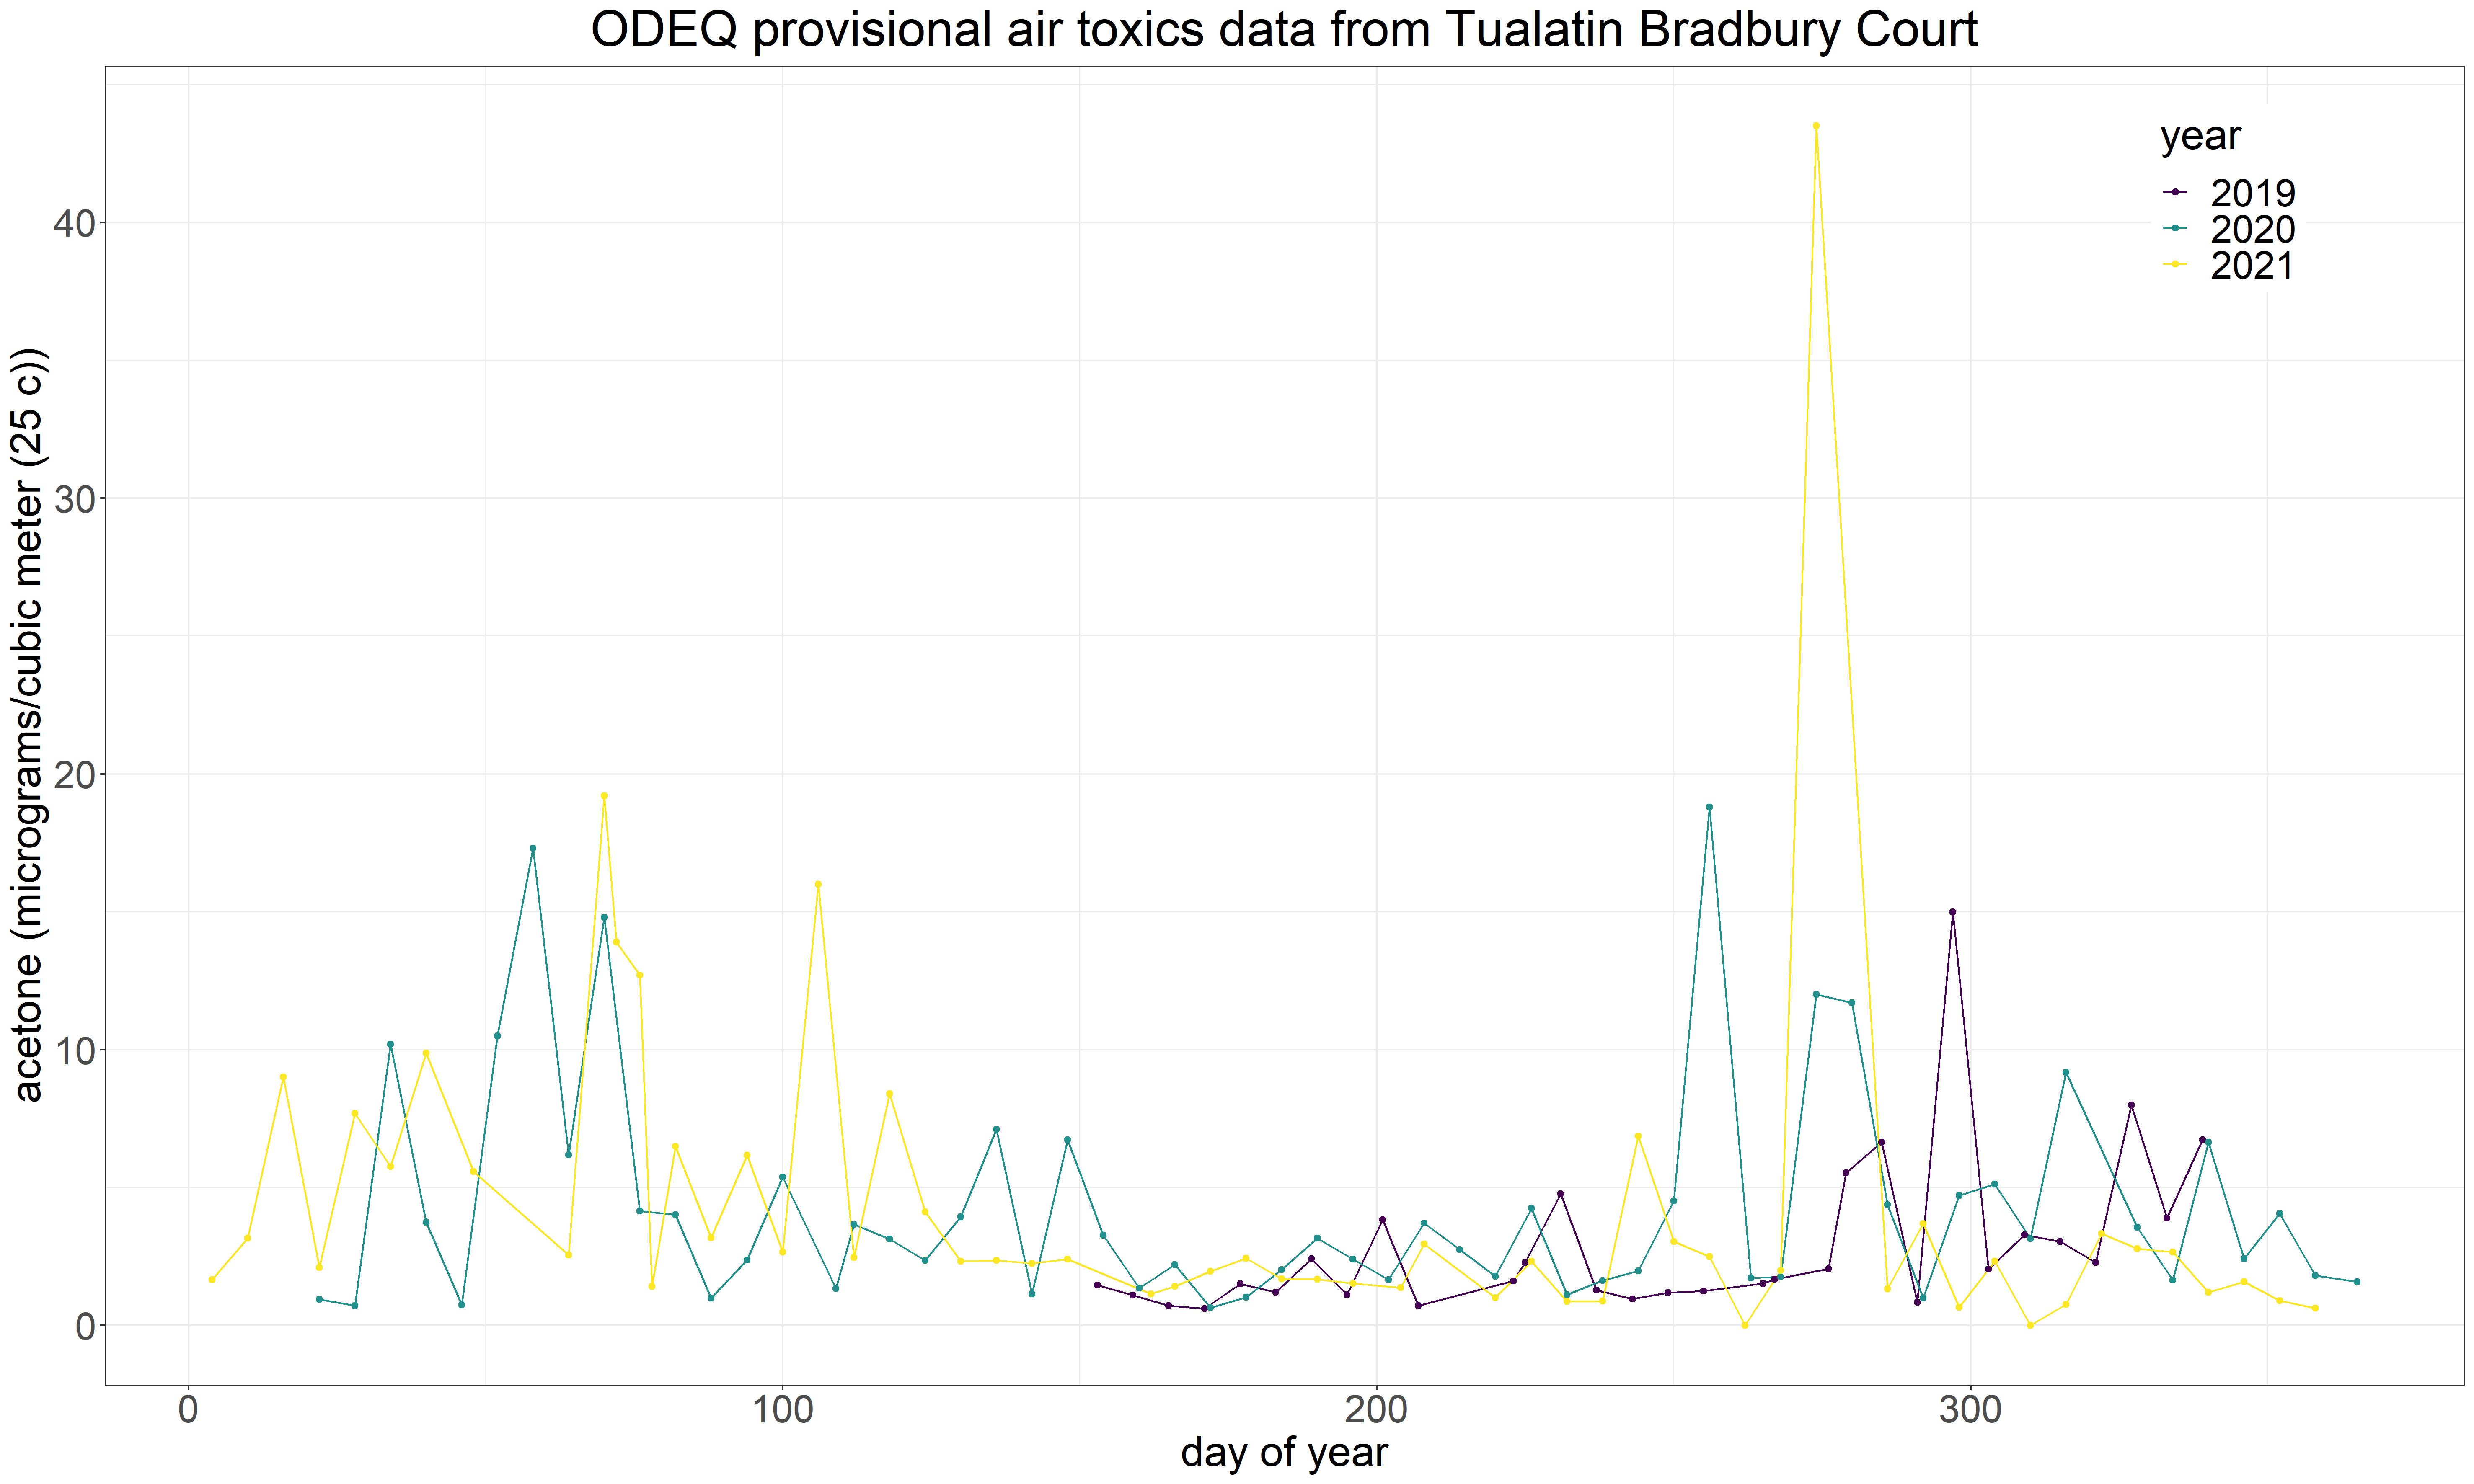 ODEQ provisional air toxics data from Tualatin Bradbury Court
acetone (micrograms/cubic meter (25 c))
40
30
20
10
0
year
2019
2020
2021
0 100 200 300
day of year